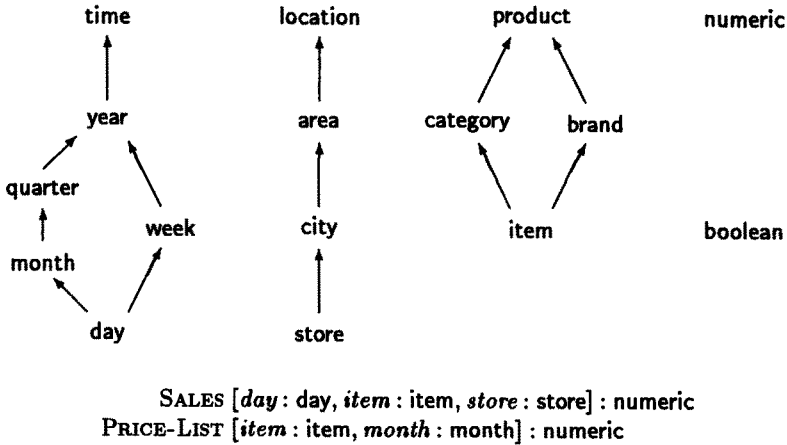 time location product numeric
year area category brand
quarter
week city item boolean
month
day store
SALES [day : day, item : item, store : store] : numeric
PRICE-LIST [item : item, month : month] : numeric